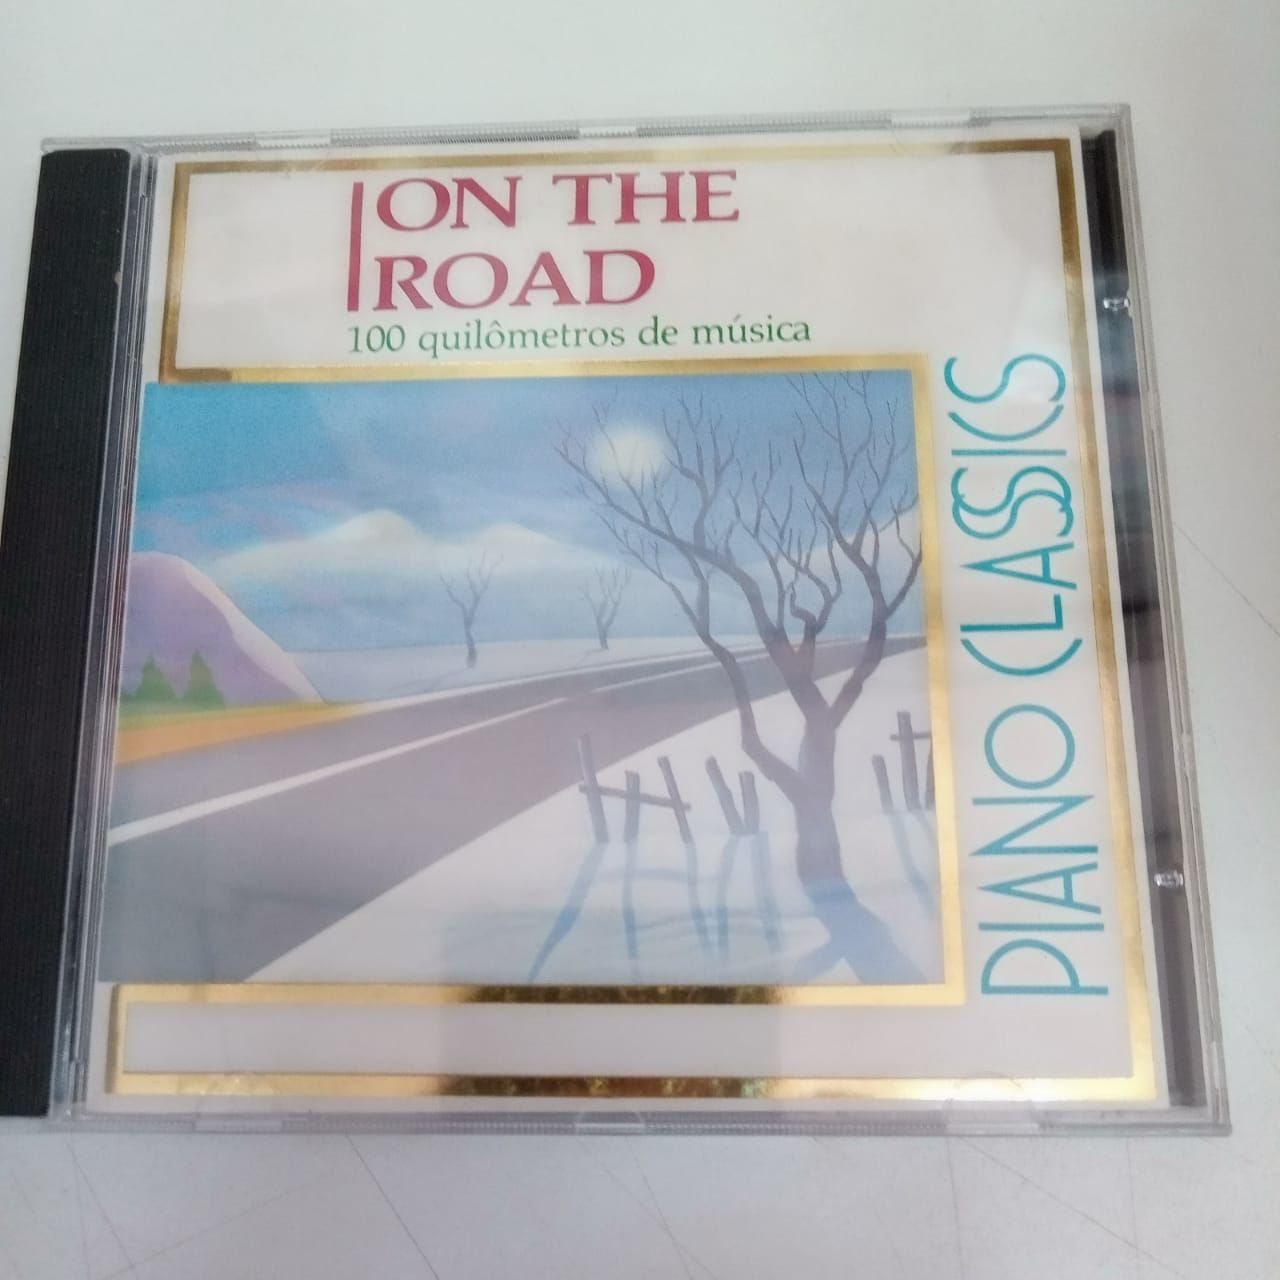 ON THE
ROAD
100 quilômetros de música
PIANO CLASSICS